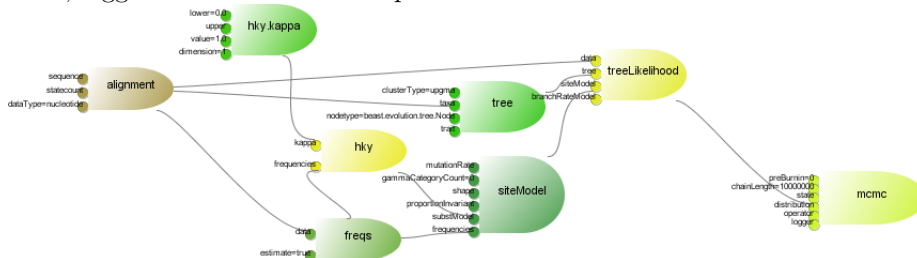 lower=0.0
upper
value=1.0
dimension=1
hky.kappa
sequence
statecount
dataType=nucleotide
alignment
clusterType=upgma
taxa
nodetype=beast.evolution.tree.Node
trait
tree
data
tree
siteModel
branchRateModel
treeLikelihood
kappa
frequencies
hky
mutationRate
gammaCategoryCount=0
shape
proportionInvariant
substModel
frequencies
siteModel
data
estimate=true
freqs
preBurnin=0
chainLength=10000000
state
distribution
operator
logger
mcmc